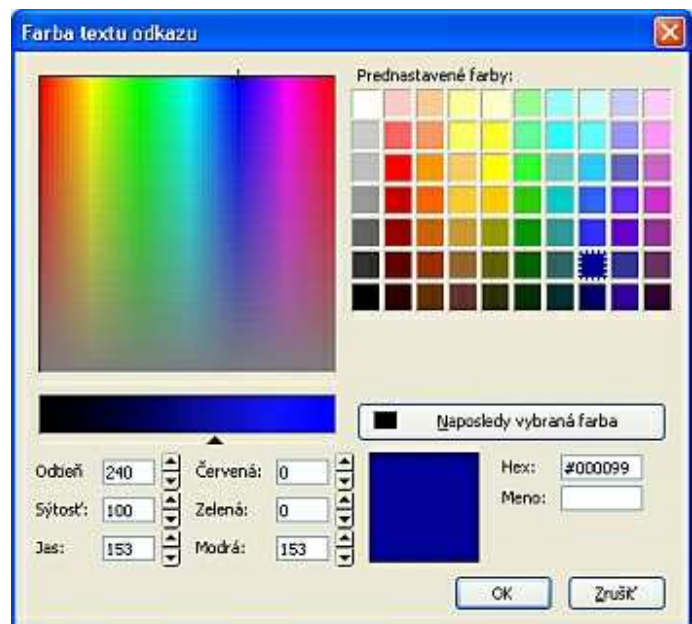 Farba textu odkazu
Prednastavené farby:
Naposledy vybraná farba
Odtieň 240 Červená: 0
Sýtosť: 100 Zelená: 0
Jas: 153 Modrá: 153
Hex: #000099
Meno:
OK Zrušiť